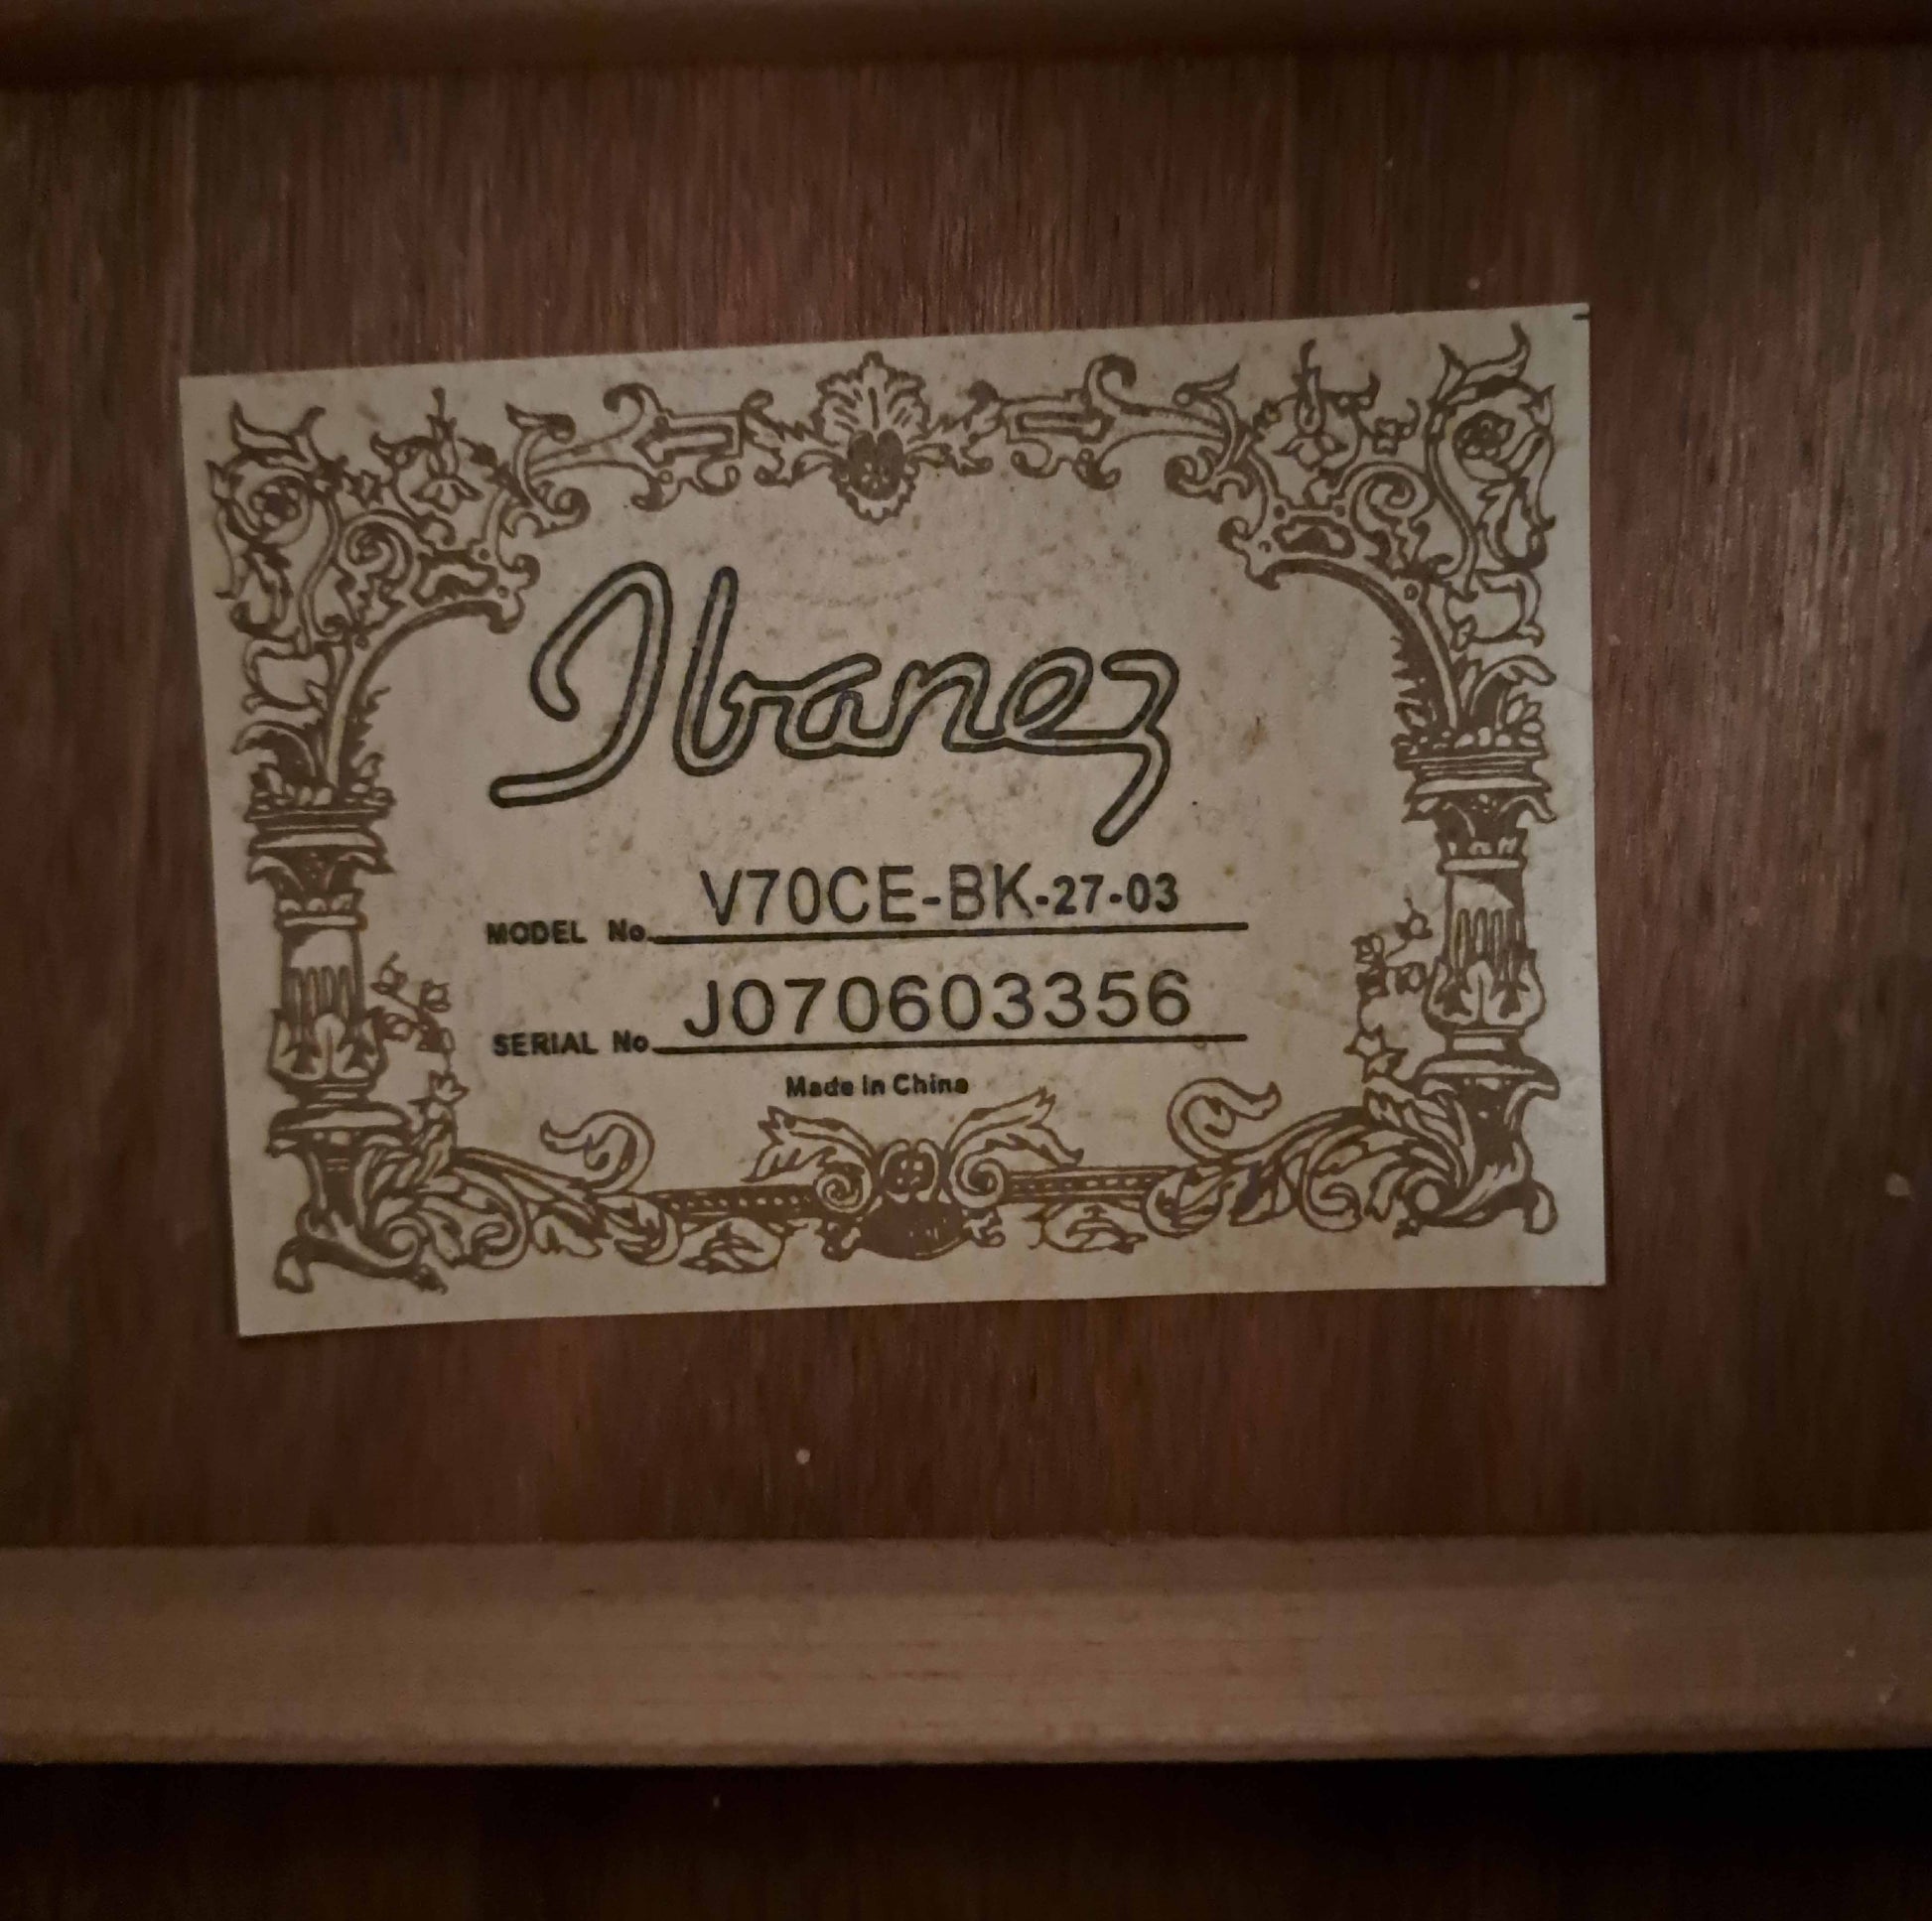 Ibanez
MODEL No. V70CE-BK-27-03
SERIAL No. J070603356
Made in China